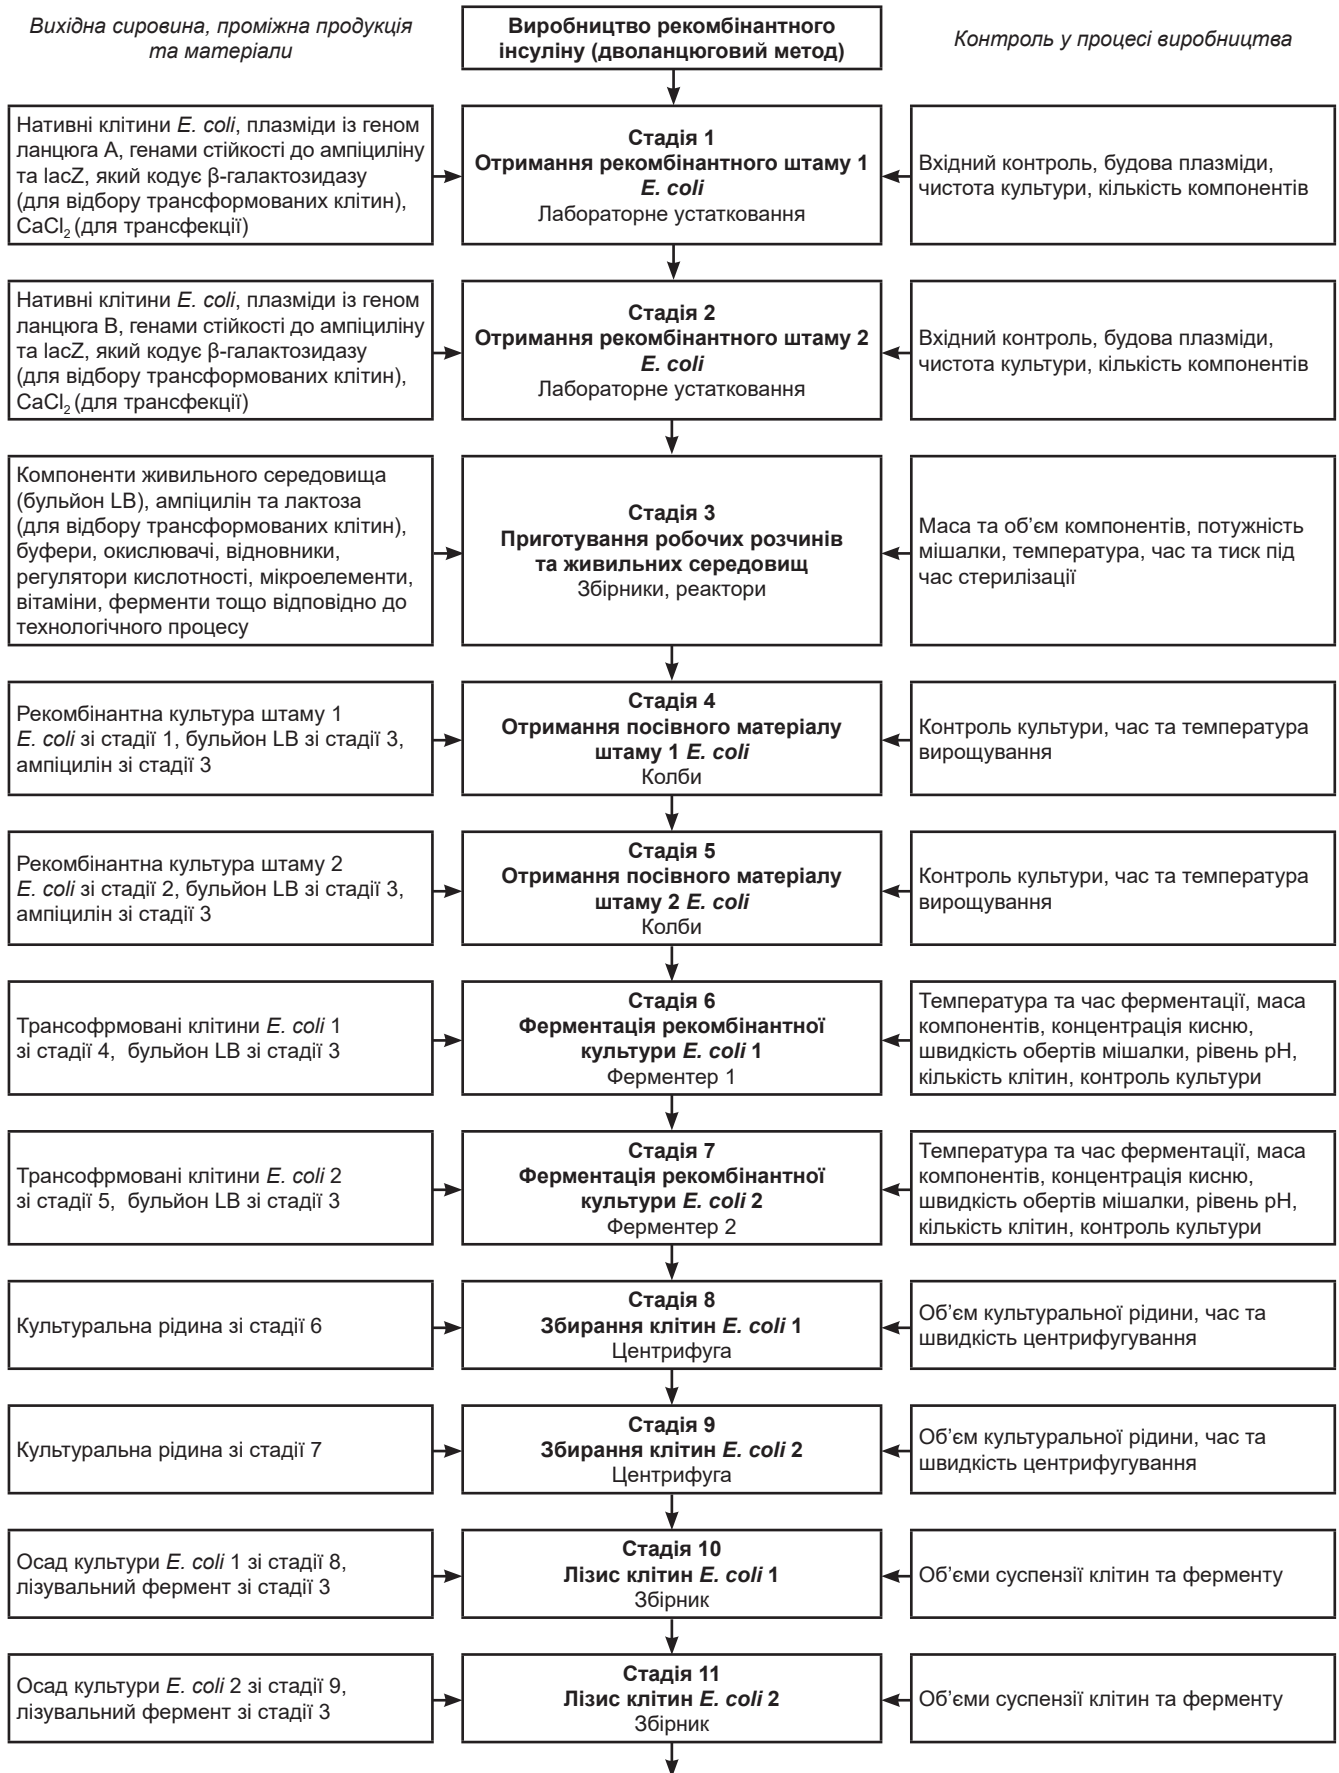 Вихідна сировина, проміжна продукція
та матеріали
Виробництво рекомбінантного
інсуліну (дволанцюговий метод)
Контроль у процесі виробництва
Нативні клітини E. coli, плазміди із геном
ланцюга А, генами стійкості до ампіциліну
та lacZ, який кодує β-галактозидазу
(для відбору трансформованих клітин),
CaCl₂ (для трансфекції)
Стадія 1
Отримання рекомбінантного штаму 1
E. coli
Лабораторне устатковання
Вхідний контроль, будова плазміди,
чистота культури, кількість компонентів
Нативні клітини E. coli, плазміди із геном
ланцюга В, генами стійкості до ампіциліну
та lacZ, який кодує β-галактозидазу
(для відбору трансформованих клітин),
CaCl₂ (для трансфекції)
Стадія 2
Отримання рекомбінантного штаму 2
E. coli
Лабораторне устатковання
Вхідний контроль, будова плазміди,
чистота культури, кількість компонентів
Компоненти живильного середовища
(бульйон LB), ампіцилін та лактоза
(для відбору трансформованих клітин),
буфери, окислювачі, відновники,
регулятори кислотності, мікроелементи,
вітаміни, ферменти тощо відповідно до
технологічного процесу
Стадія 3
Приготування робочих розчинів
та живильних середовищ
Збірники, реактори
Маса та об’єм компонентів, потужність
мішалки, температура, час та тиск під
час стерилізації
Рекомбінантна культура штаму 1
E. coli зі стадії 1, бульйон LB зі стадії 3,
ампіцилін зі стадії 3
Стадія 4
Отримання посівного матеріалу
штаму 1 E. coli
Колби
Контроль культури, час та температура
вирощування
Рекомбінантна культура штаму 2
E. coli зі стадії 2, бульйон LB зі стадії 3,
ампіцилін зі стадії 3
Стадія 5
Отримання посівного матеріалу
штаму 2 E. coli
Колби
Контроль культури, час та температура
вирощування
Трансофрмовані клітини E. coli 1
зі стадії 4, бульйон LB зі стадії 3
Стадія 6
Ферментація рекомбінантної
культури E. coli 1
Ферментер 1
Температура та час ферментації, маса
компонентів, концентрація кисню,
швидкість обертів мішалки, рівень рН,
кількість клітин, контроль культури
Трансофрмовані клітини E. coli 2
зі стадії 5, бульйон LB зі стадії 3
Стадія 7
Ферментація рекомбінантної
культури E. coli 2
Ферментер 2
Температура та час ферментації, маса
компонентів, концентрація кисню,
швидкість обертів мішалки, рівень рН,
кількість клітин, контроль культури
Культуральна рідина зі стадії 6
Стадія 8
Збирання клітин E. coli 1
Центрифуга
Об’єм культуральної рідини, час та
швидкість центрифугування
Культуральна рідина зі стадії 7
Стадія 9
Збирання клітин E. coli 2
Центрифуга
Об’єм культуральної рідини, час та
швидкість центрифугування
Осад культури E. coli 1 зі стадії 8,
лізувальний фермент зі стадії 3
Стадія 10
Лізис клітин E. coli 1
Збірник
Об’єми суспензії клітин та ферменту
Осад культури E. coli 2 зі стадії 9,
лізувальний фермент зі стадії 3
Стадія 11
Лізис клітин E. coli 2
Збірник
Об’єми суспензії клітин та ферменту